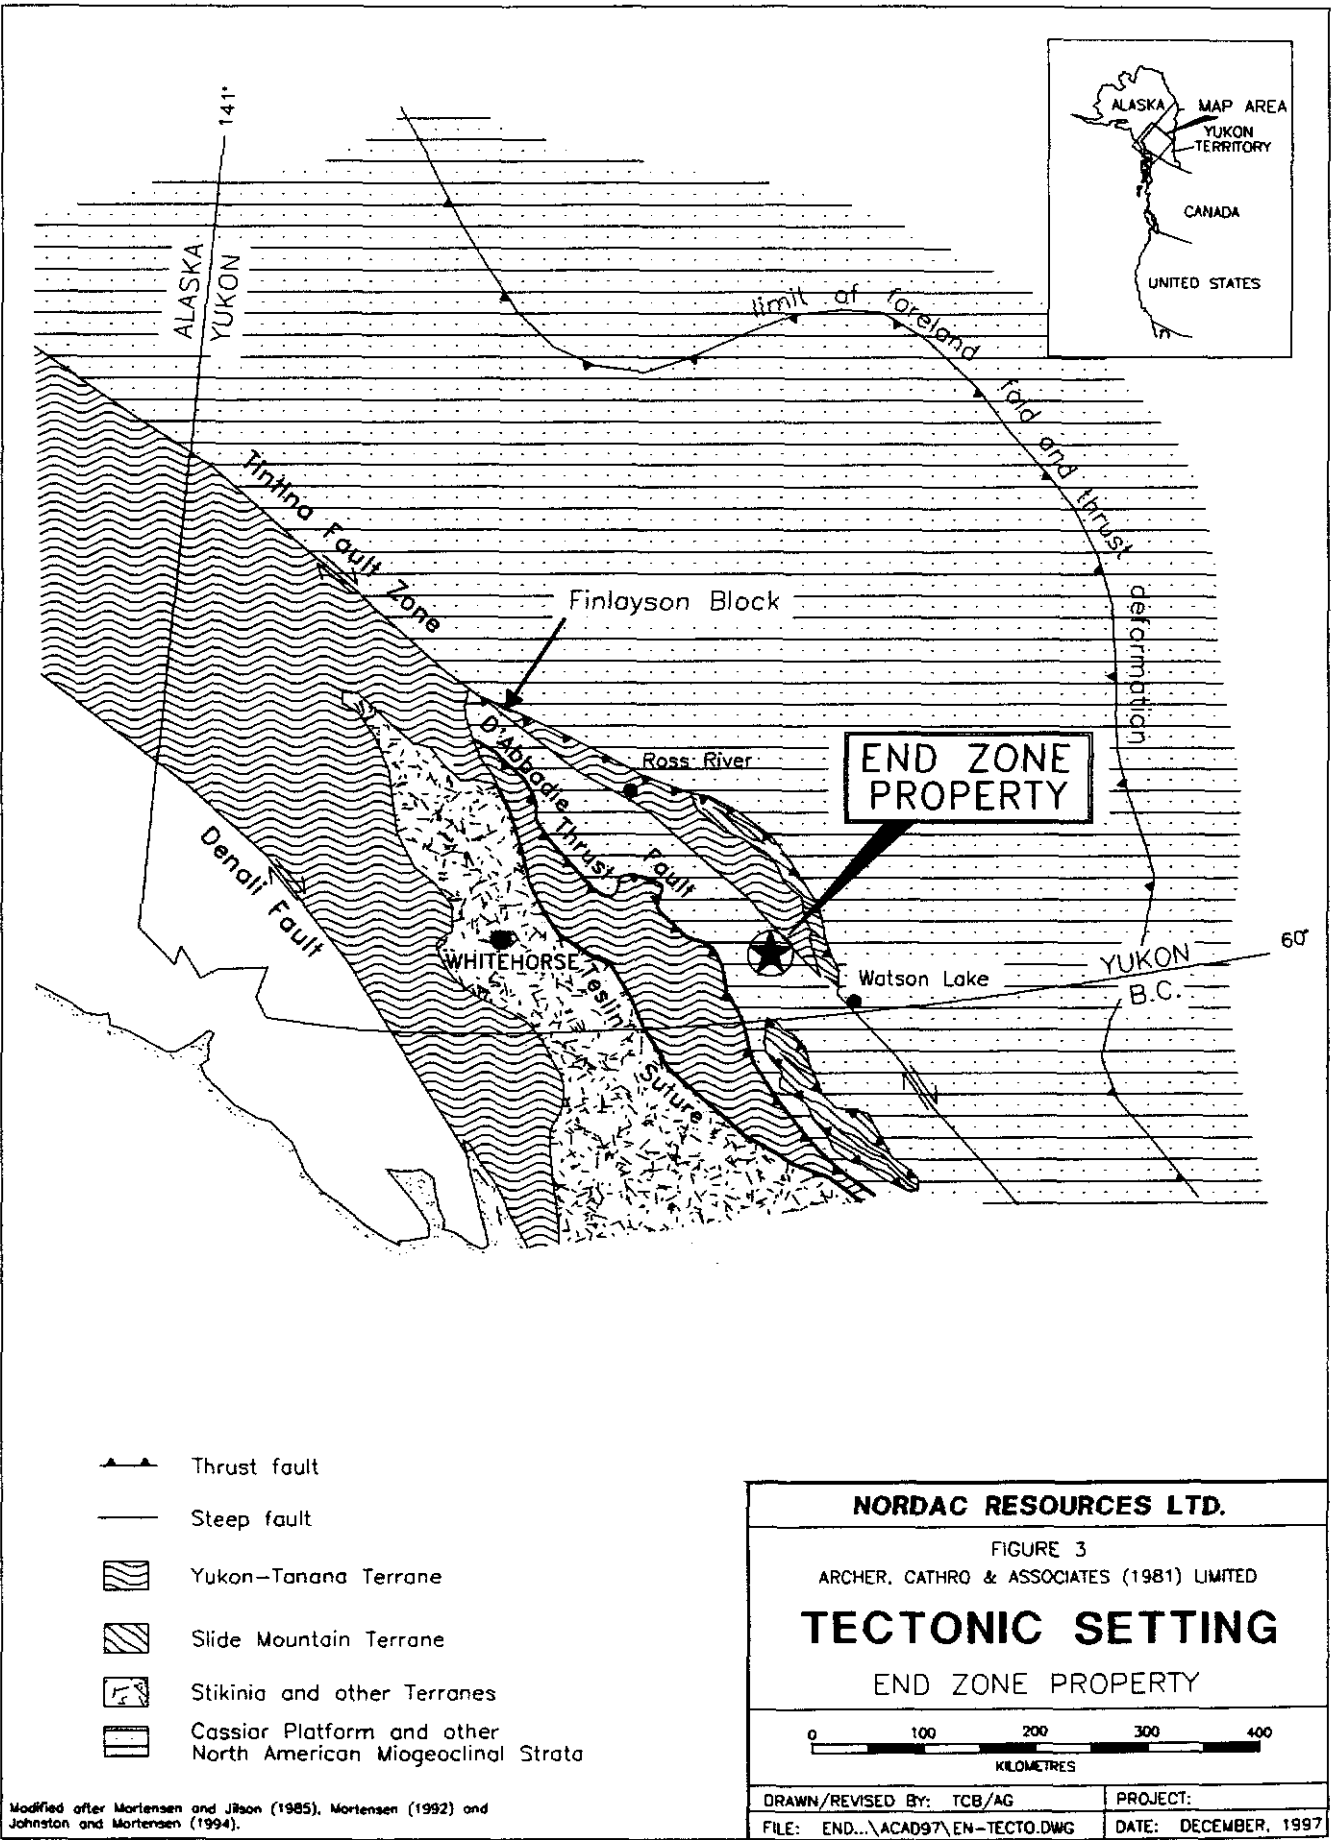 141°
ALASKA
MAP AREA
YUKON
TERRITORY
CANADA
UNITED STATES
ALASKA
YUKON
limit of foreland fold and thrust deformation
Tintina Fault Zone
Finlayson Block
D'Abbadie Thrust Fault
Ross River
END ZONE
PROPERTY
Denali Fault
WHITEHORSE
Teslin Suture
Watson Lake
YUKON
B.C.
60°
Thrust fault
Steep fault
Yukon-Tanana Terrane
Slide Mountain Terrane
Stikinia and other Terranes
Cassiar Platform and other
North American Miogeoclinal Strata
Modified after Mortensen and Jilson (1985), Mortensen (1992) and
Johnston and Mortensen (1994).
NORDAC RESOURCES LTD.
FIGURE 3
ARCHER, CATHRO & ASSOCIATES (1981) LIMITED
TECTONIC SETTING
END ZONE PROPERTY
0 100 200 300 400
KILOMETRES
DRAWN/REVISED BY: TCB/AG
PROJECT:
FILE: END...\ACAD97\EN-TECTO.DWG
DATE: DECEMBER, 1997